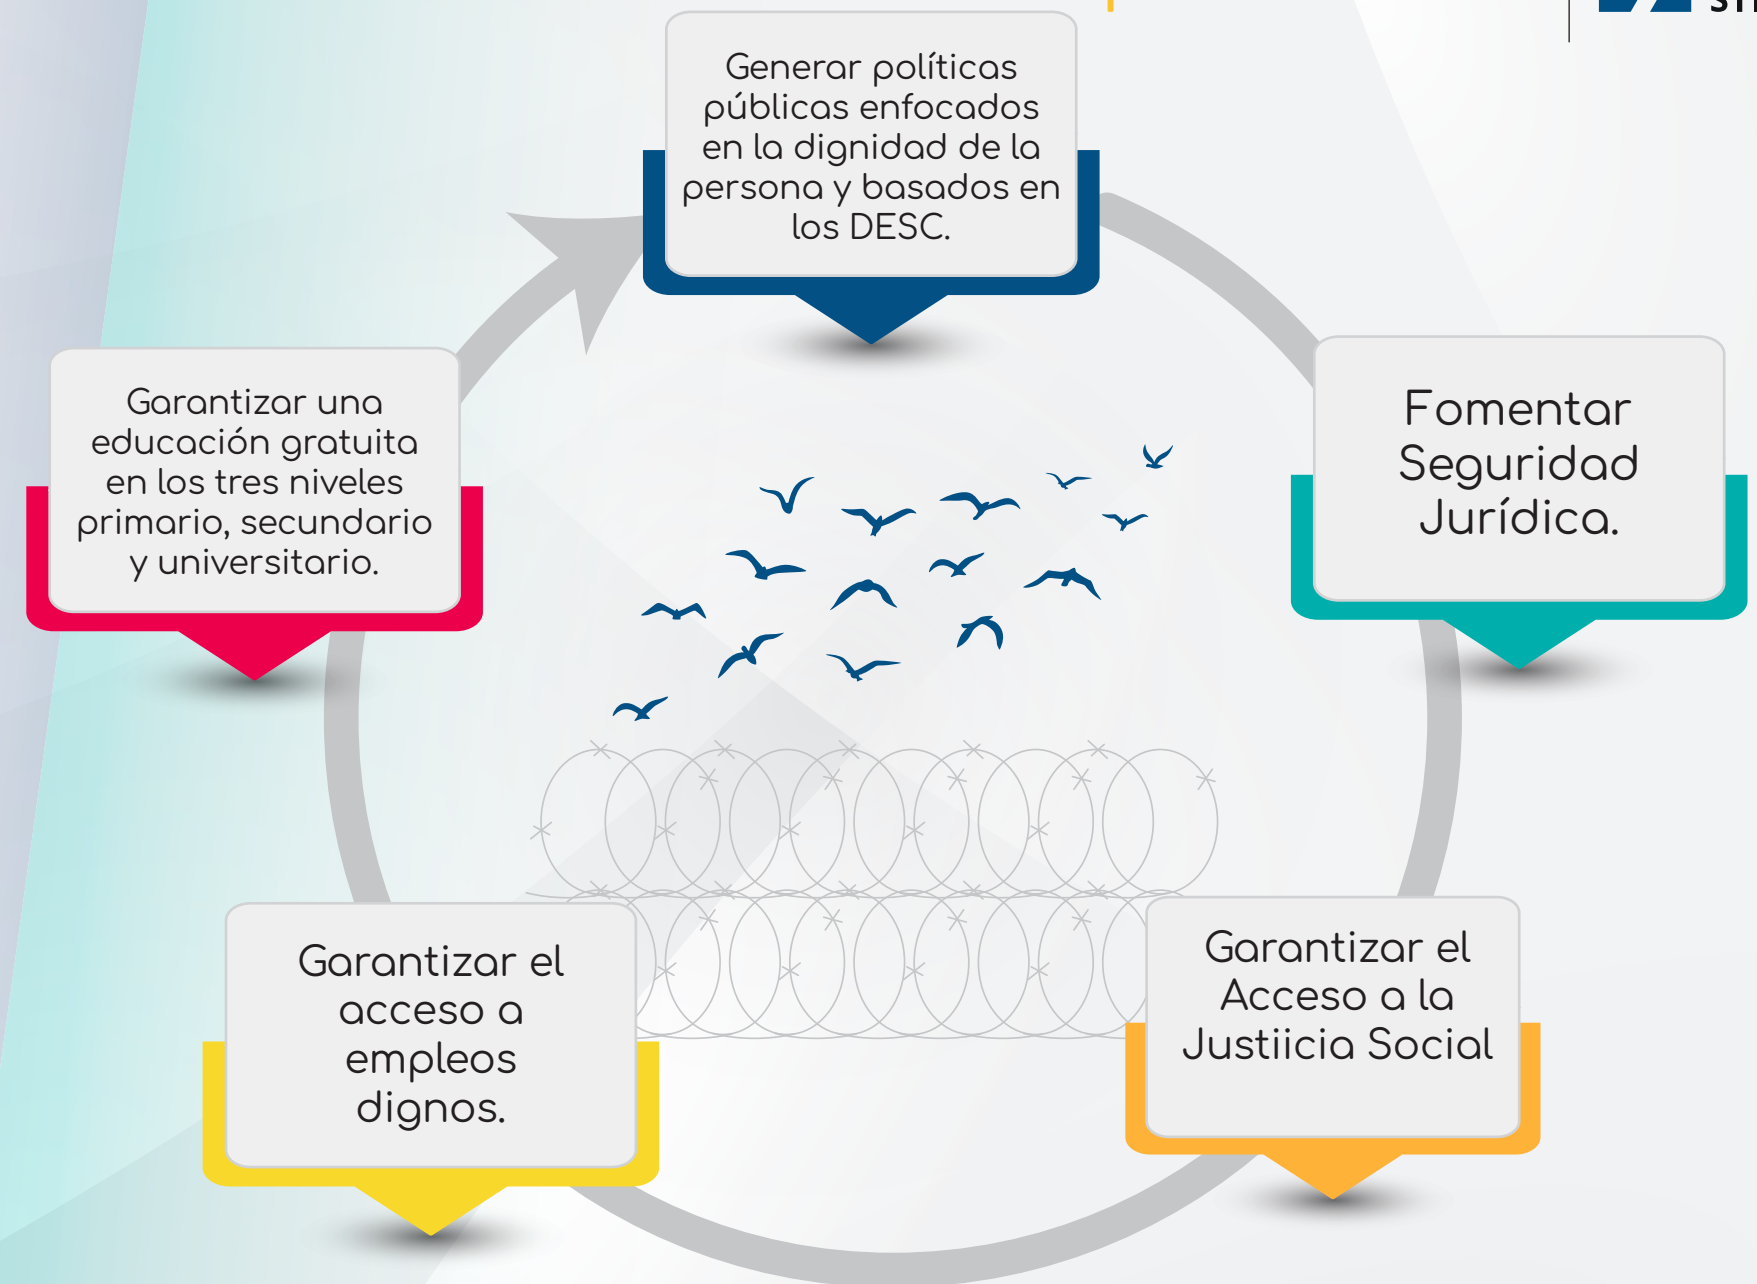 Generar políticas
públicas enfocados
en la dignidad de la
persona y basados en
los DESC.
Fomentar
Seguridad
Jurídica.
Garantizar el
Acceso a la
Justiicia Social
Garantizar el
acceso a
empleos
dignos.
Garantizar una
educación gratuita
en los tres niveles
primario, secundario
y universitario.